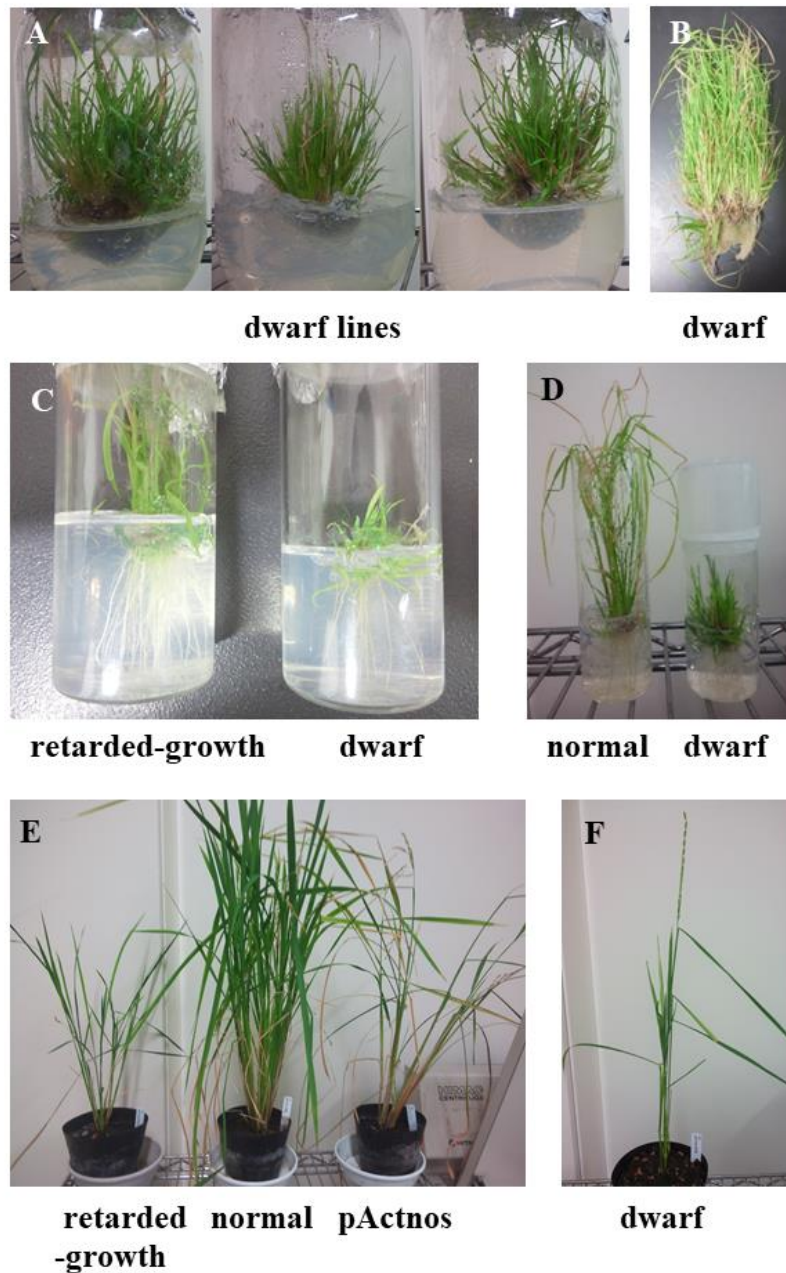 A
B
dwarf lines
dwarf
C
D
retarded-growth
dwarf
normal
dwarf
E
F
retarded
-growth
normal
pActnos
dwarf